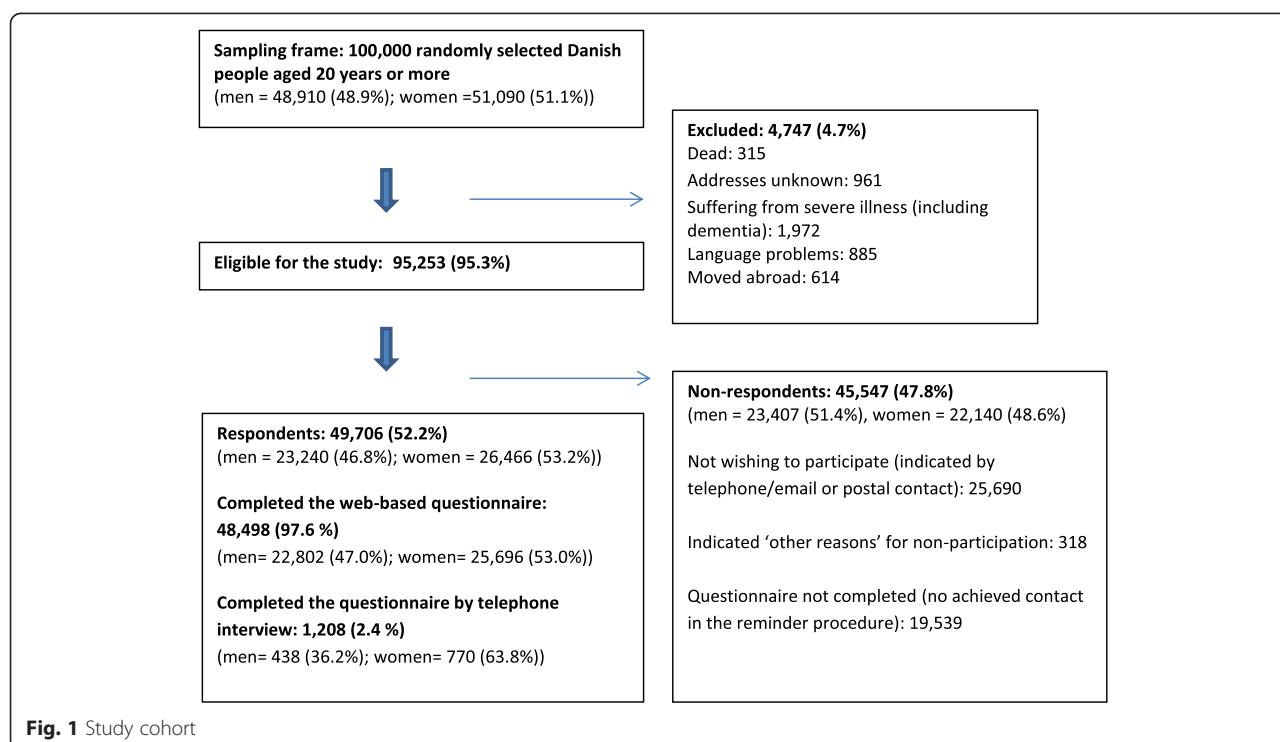 Sampling frame: 100,000 randomly selected Danish
people aged 20 years or more
(men = 48,910 (48.9%); women =51,090 (51.1%))
Excluded: 4,747 (4.7%)
Dead: 315
Addresses unknown: 961
Suffering from severe illness (including
dementia): 1,972
Language problems: 885
Moved abroad: 614
Eligible for the study: 95,253 (95.3%)
Respondents: 49,706 (52.2%)
(men = 23,240 (46.8%); women = 26,466 (53.2%))
Completed the web-based questionnaire:
48,498 (97.6 %)
(men= 22,802 (47.0%); women= 25,696 (53.0%))
Completed the questionnaire by telephone
interview: 1,208 (2.4 %)
(men= 438 (36.2%; women= 770 (63.8%))
Non-respondents: 45,547 (47.8%)
(men = 23,407 (51.4%), women = 22,140 (48.6%)
Not wishing to participate (indicated by
telephone/email or postal contact): 25,690
Indicated ‘other reasons’ for non-participation: 318
Questionnaire not completed (no achieved contact
in the reminder procedure): 19,539
Fig. 1 Study cohort